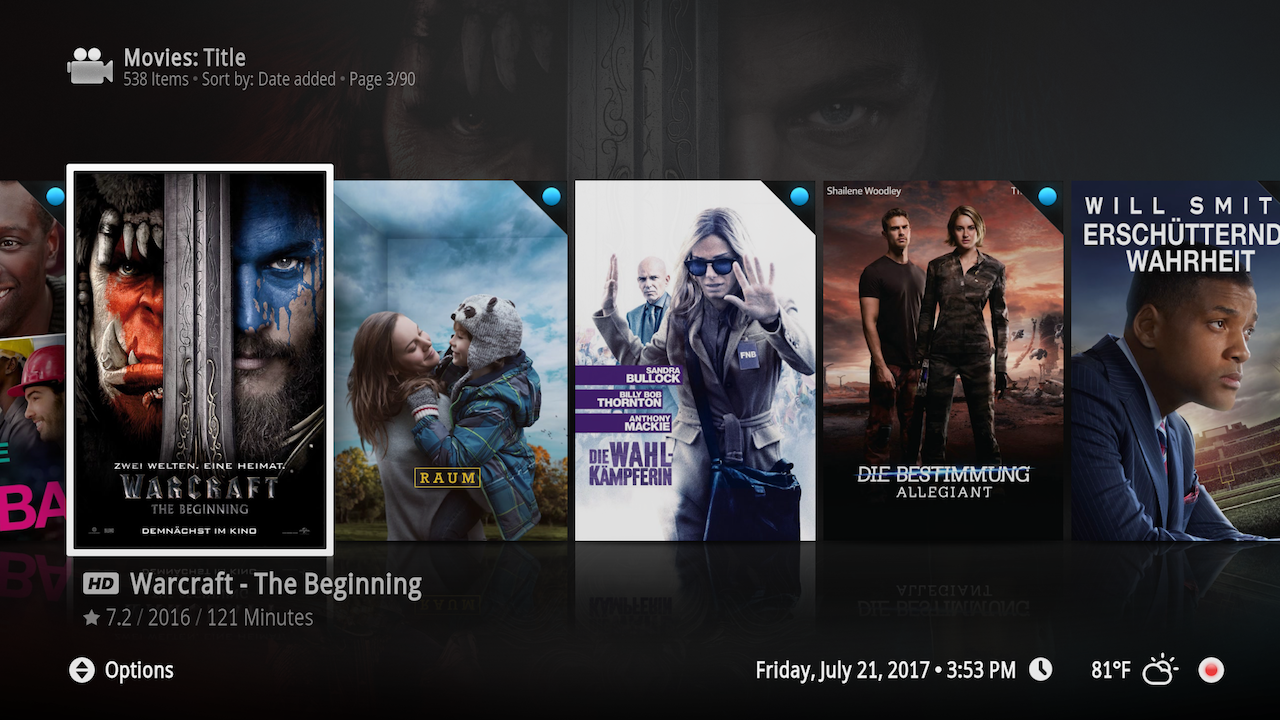 Movies: Title
538 Items • Sort by: Date added • Page 3/90
BA
ZWEI WELTEN. EINE HEIMAT.
WARCRAFT
THE BEGINNING
DEMNÄCHST IM KINO
RAUM
FNB
SANDRA
BULLOCK
BILLY BOB
THORNTON
ANTHONY
MACKIE
DIE WAHL-
KÄMPFERIN
Shailene Woodley
DIE BESTIMMUNG
ALLEGIANT
WILL SMIT
ERSCHÜTTERND
WAHRHEIT
HD Warcraft - The Beginning
7.2 / 2016 / 121 Minutes
Options
Friday, July 21, 2017 • 3:53 PM
81°F